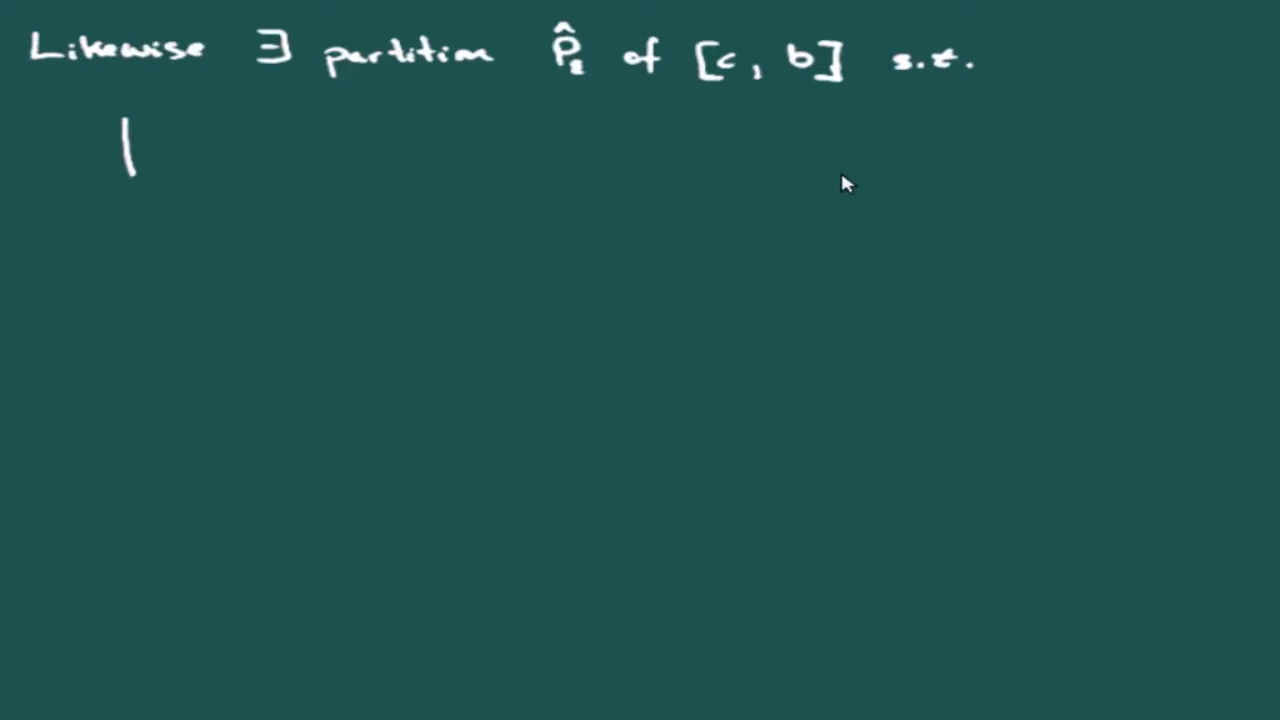 Likewise ∃ partition P̂₂ of [c, b] s.t.
|